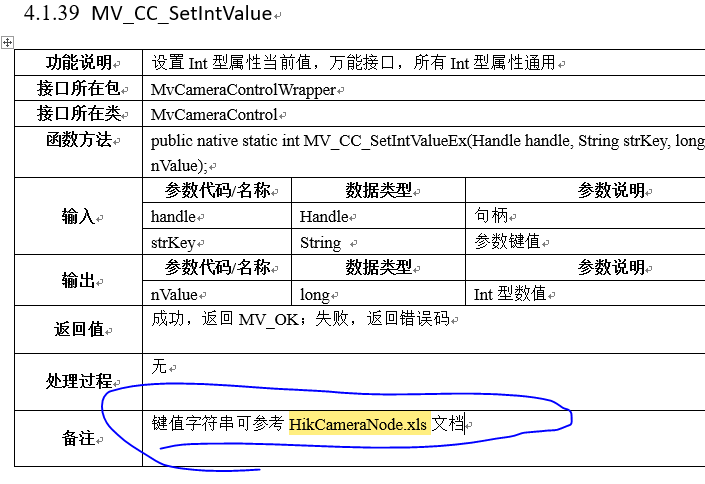 4.1.39 MV_CC_SetIntValue
功能说明 设置 Int 型属性当前值，万能接口，所有 Int 型属性通用
接口所在包 MvCameraControlWrapper
接口所在类 MvCameraControl
函数方法 public native static int MV_CC_SetIntValueEx(Handle handle, String strKey, long
nValue);
输入 参数代码/名称 数据类型 参数说明
handle Handle 句柄
strKey String 参数键值
输出 参数代码/名称 数据类型 参数说明
nValue long Int 型数值
返回值 成功，返回 MV_OK；失败，返回错误码
处理过程 无
备注 键值字符串可参考 HikCameraNode.xls 文档